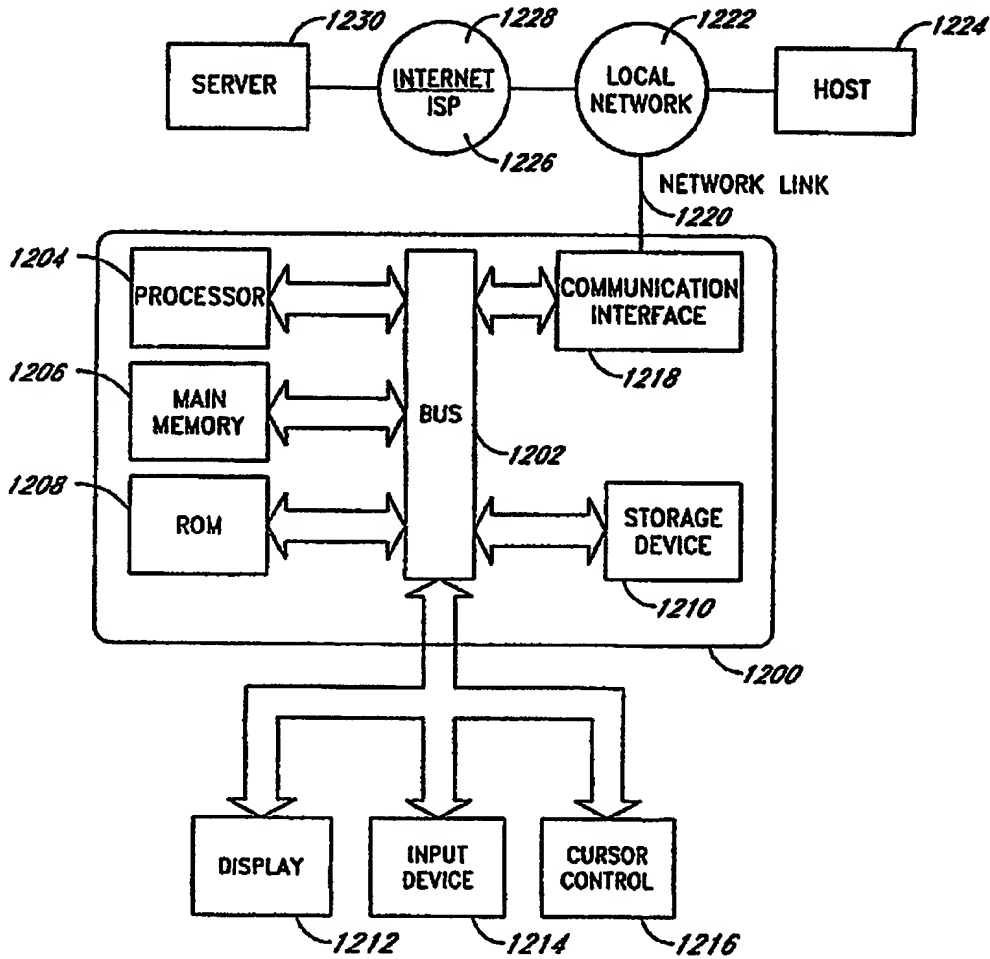 1230
1228
1222
1224
SERVER
INTERNET
ISP
LOCAL
NETWORK
HOST
1226
NETWORK LINK
1220
1204
PROCESSOR
COMMUNICATION
INTERFACE
1218
1206
MAIN
MEMORY
BUS
1202
1208
ROM
STORAGE
DEVICE
1210
1200
DISPLAY
INPUT
DEVICE
CURSOR
CONTROL
1212
1214
1216